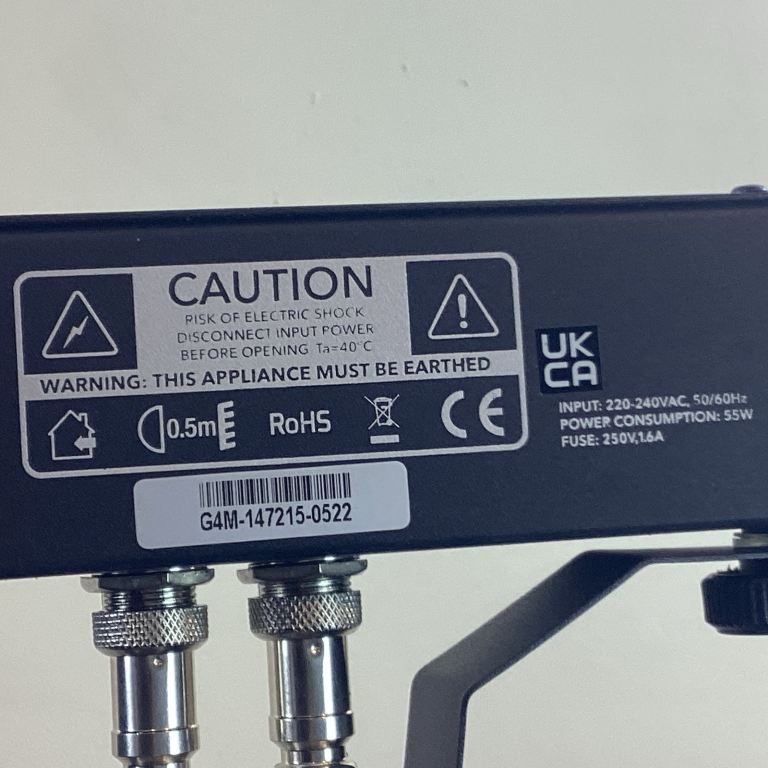 CAUTION
RISK OF ELECTRIC SHOCK
DISCONNECT INPUT POWER
BEFORE OPENING Ta=40°C
WARNING: THIS APPLIANCE MUST BE EARTHED
0.5m
RoHS
CE
UK
CA
INPUT: 220-240VAC, 50/60Hz
POWER CONSUMPTION: 55W
FUSE: 250V,1.6A
G4M-147215-0522